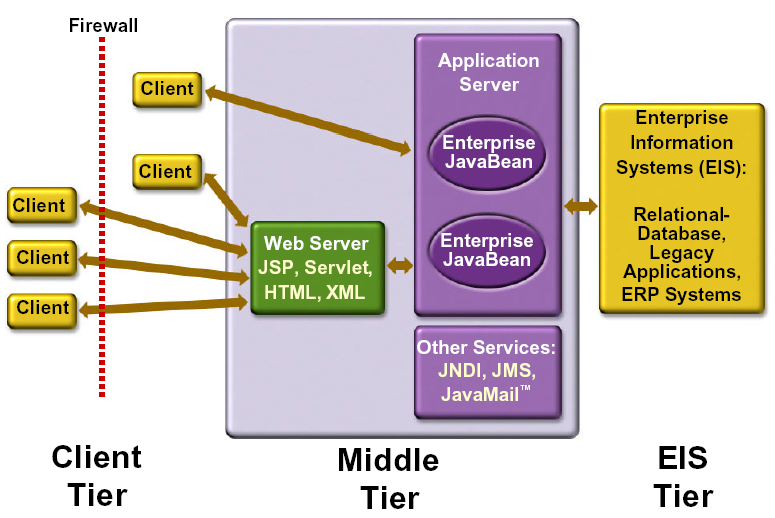 Firewall
Client
Client
Client
Client
Client
Web Server
JSP, Servlet,
HTML, XML
Application
Server
Enterprise
JavaBean
Enterprise
JavaBean
Other Services:
JNDI, JMS,
JavaMail™
Enterprise
Information
Systems (EIS):
Relational-
Database,
Legacy
Applications,
ERP Systems
Client
Tier
Middle
Tier
EIS
Tier